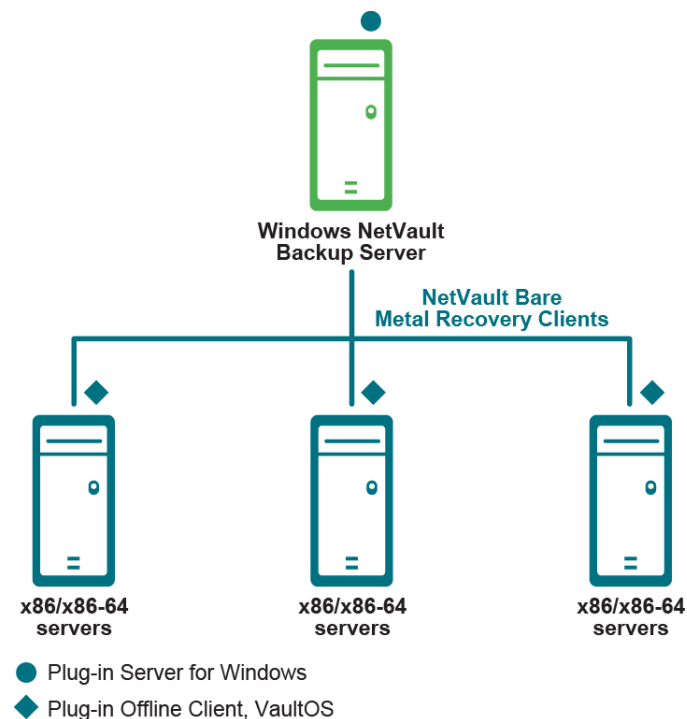 Windows NetVault
Backup Server
NetVault Bare
Metal Recovery Clients
x86/x86-64
servers
x86/x86-64
servers
x86/x86-64
servers
Plug-in Server for Windows
Plug-in Offline Client, VaultOS